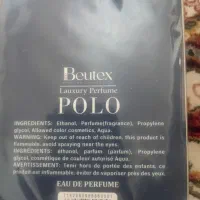 Beutex
Lauxury Perfume
POLO
INGREDIENTS: Ethanol, Perfume(fragrance), Propylene
glycol, Allowed color cosmetics, Aqua.
WARNING: Keep out of reach of children, this product is
flameable, avoid spraying near the eyes.
INGRÉDIENTS: ethanol, parfum (parfum), Propylene
glycol, cosmétique de couleur autorisé Aqua.
AVERTISSEMENT: Tenir hors de portée des enfants, ce
produit est inflammable, éviter de vaporiser près des yeux.
EAU DE PERFUME